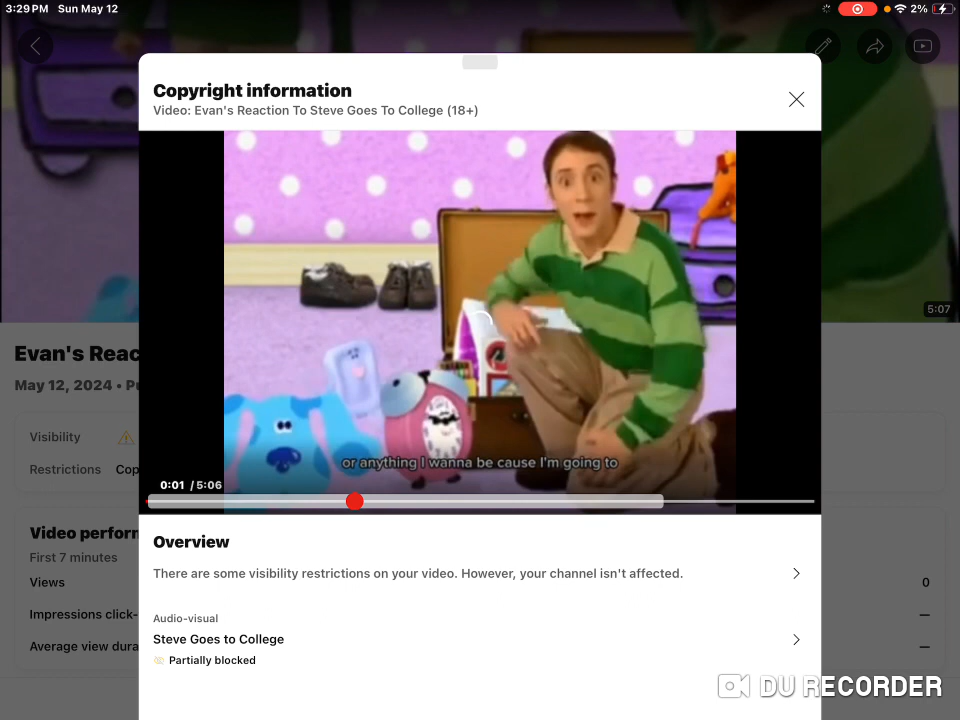 3:29 PM Sun May 12
2%
Copyright information
Video: Evan's Reaction To Steve Goes To College (18+)
or anything I wanna be cause I'm going to
0:01 / 5:06
5:07
Evan's Reac
May 12, 2024 • Pu
Visibility
Restrictions Cop
Video perforn
First 7 minutes
Views 0
Impressions click- —
Average view dura —
Overview
There are some visibility restrictions on your video. However, your channel isn't affected.
Audio-visual
Steve Goes to College
Partially blocked
DU RECORDER